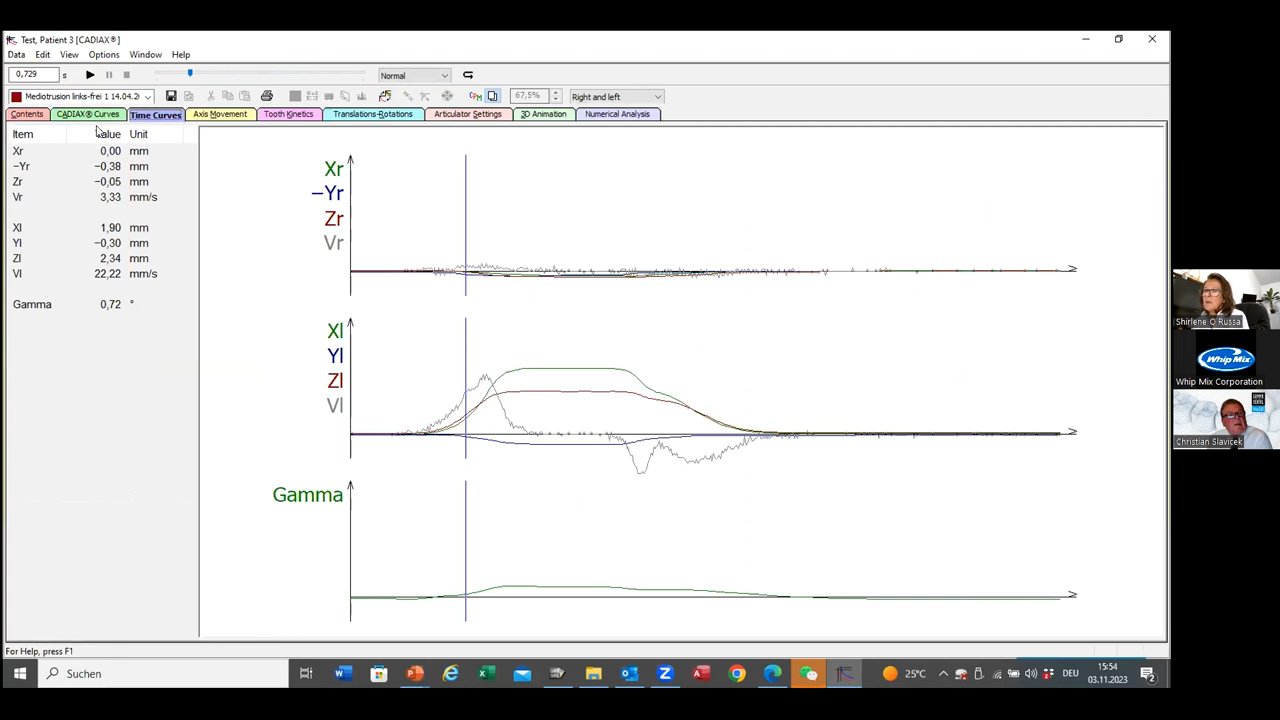 Test, Patient 3 [CADIAX®]
Data Edit View Options Window Help
0,729 s Normal
Mediotrusion links-frei 1 14.04.2 67,5% Right and left
Contents CADIAX® Curves Time Curves Axis Movement Tooth Kinetics Translations-Rotations Articulator Settings 3D Animation Numerical Analysis
Item Value Unit
Xr 0,00 mm
−Yr −0,38 mm
Zr −0,05 mm
Vr 3,33 mm/s
Xl 1,90 mm
Yl −0,30 mm
Zl 2,34 mm
Vl 22,22 mm/s
Gamma 0,72 °
Xr
−Yr
Zr
Vr
Xl
Yl
Zl
Vl
Gamma
Shirlene O Russa
Whip Mix
Whip Mix Corporation
Christian Slavicek
For Help, press F1
Suchen
25°C
DEU
15:54
03.11.2023
2